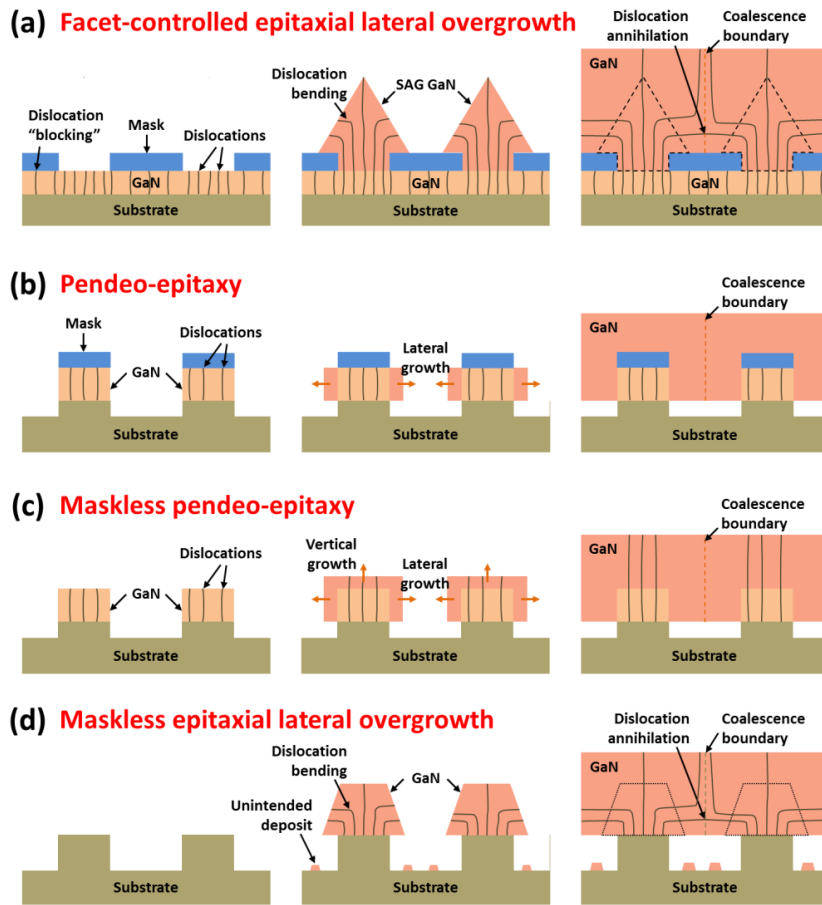 (a) Facet-controlled epitaxial lateral overgrowth
Dislocation
“blocking”
Mask
Dislocations
GaN
Substrate
Dislocation
bending
SAG GaN
GaN
Substrate
Dislocation
annihilation
Coalescence
boundary
GaN
GaN
Substrate
(b) Pendeo-epitaxy
Mask
Dislocations
GaN
Substrate
Lateral
growth
Substrate
Coalescence
boundary
GaN
Substrate
(c) Maskless pendeo-epitaxy
Dislocations
GaN
Substrate
Vertical
growth
Lateral
growth
Substrate
Coalescence
boundary
GaN
Substrate
(d) Maskless epitaxial lateral overgrowth
Substrate
Dislocation
bending
GaN
Unintended
deposit
Substrate
Dislocation
annihilation
Coalescence
boundary
GaN
Substrate